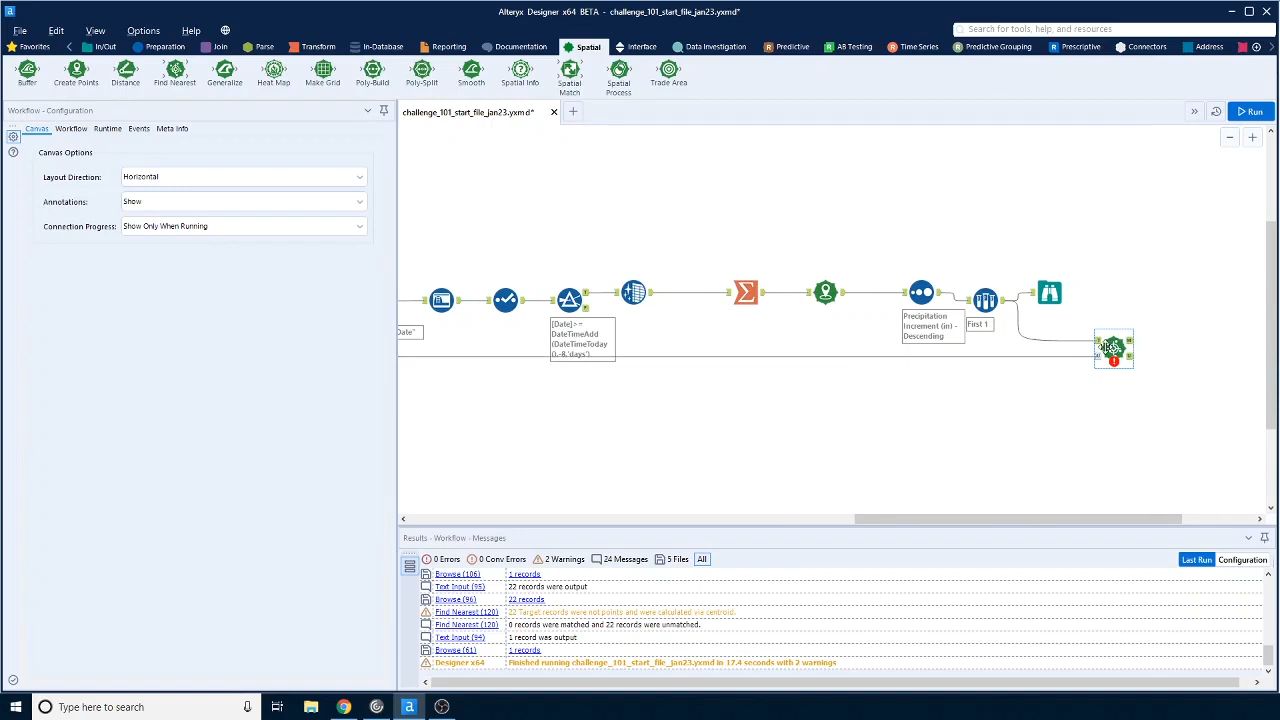 Alteryx Designer x64 BETA - challenge_101_start_file_jan23.yxmd*
File Edit View Options Help
Search for tools, help, and resources
Favorites In/Out Preparation Join Parse Transform In-Database Reporting Documentation Spatial Interface Data Investigation Predictive AB Testing Time Series Predictive Grouping Prescriptive Connectors Address
Buffer Create Points Distance Find Nearest Generalize Heat Map Make Grid Poly-Build Poly-Split Smooth Spatial Info Spatial Match Spatial Process Trade Area
Workflow - Configuration
challenge_101_start_file_jan23.yxmd*
Run
Canvas Workflow Runtime Events Meta Info
Canvas Options
Layout Direction: Horizontal
Annotations: Show
Connection Progress: Show Only When Running
Date"
[Date]>=
DateTimeAdd
(DateTimeToday
(),-8,'days')
Precipitation
Increment (in) -
Descending
First 1
Results - Workflow - Messages
0 Errors 0 Conv Errors 2 Warnings 24 Messages 5 Files All
Last Run Configuration
Browse (106) 1 records
Text Input (95) 22 records were output
Browse (96) 22 records
Find Nearest (120) 22 Target records were not points and were calculated via centroid.
Find Nearest (120) 0 records were matched and 22 records were unmatched.
Text Input (94) 1 record was output
Browse (61) 1 records
Designer x64 Finished running challenge_101_start_file_jan23.yxmd in 17.4 seconds with 2 warnings
Type here to search